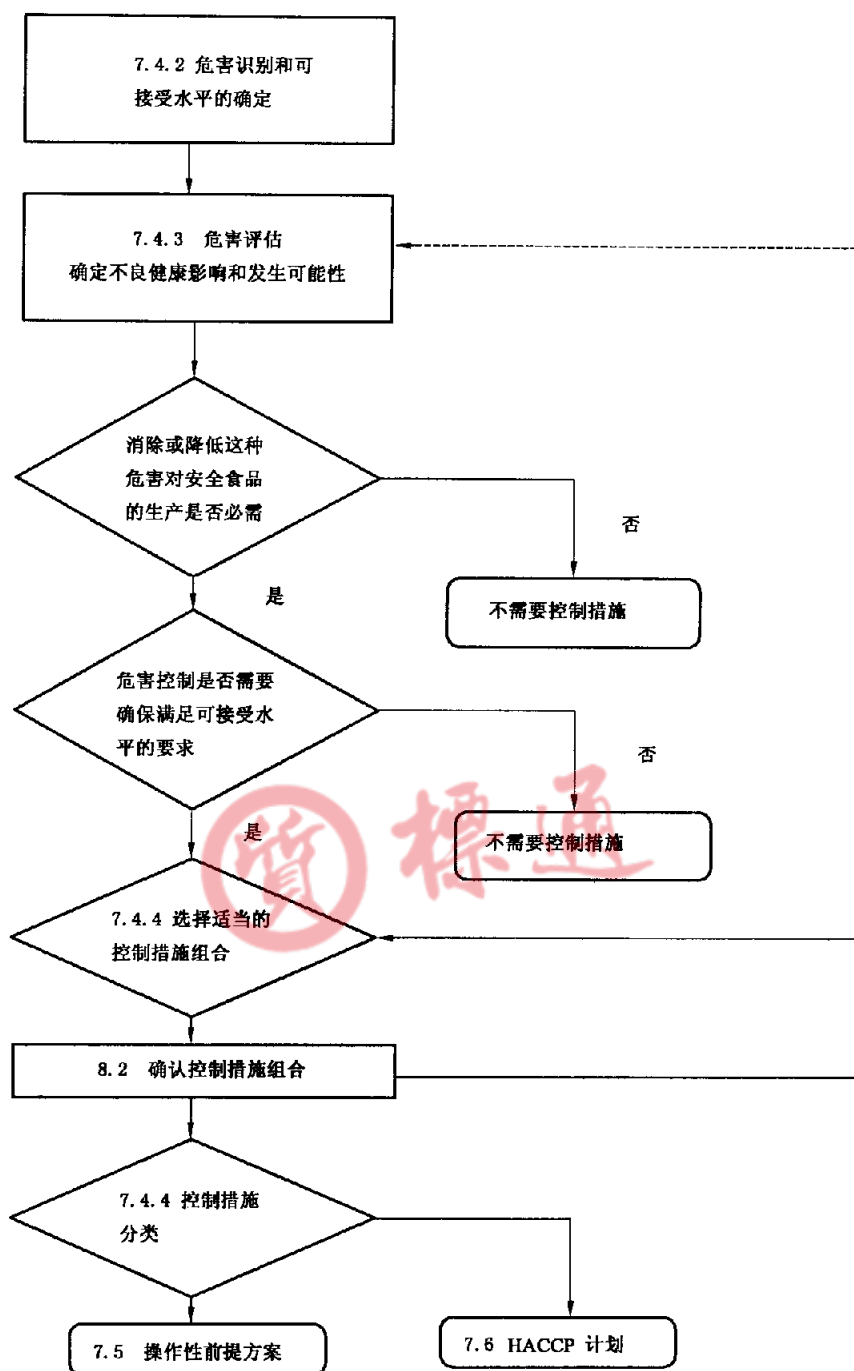 7.4.2 危害识别和可
接受水平的确定
7.4.3 危害评估
确定不良健康影响和发生可能性
消除或降低这种
危害对安全食品
的生产是否必需
否
是
不需要控制措施
危害控制是否需要
确保满足可接受水
平的要求
否
是
不需要控制措施
質 標 通
7.4.4 选择适当的
控制措施组合
8.2 确认控制措施组合
7.4.4 控制措施
分类
7.5 操作性前提方案
7.6 HACCP 计划